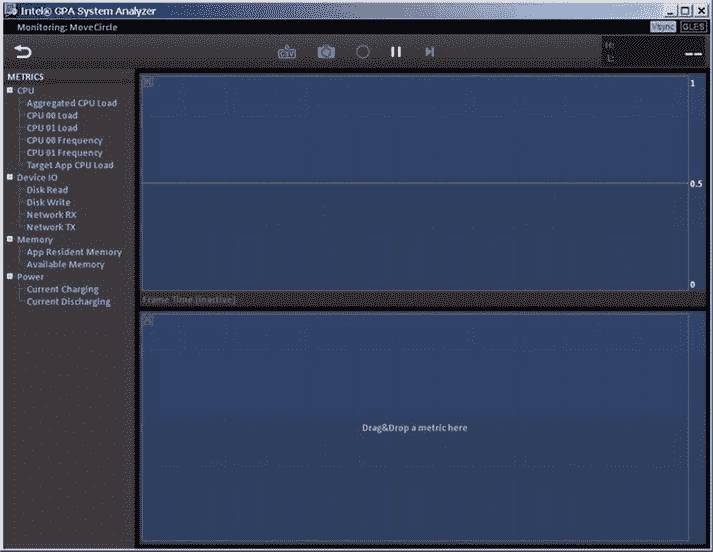 Intel® GPA System Analyzer
Monitoring: MoveCircle
Vsync GLES
CSV
H:
L:
--
METRICS
CPU
Aggregated CPU Load
CPU 00 Load
CPU 01 Load
CPU 00 Frequency
CPU 01 Frequency
Target App CPU Load
Device IO
Disk Read
Disk Write
Network RX
Network TX
Memory
App Resident Memory
Available Memory
Power
Current Charging
Current Discharging
1
0.5
0
Frame Time (inactive)
Drag&Drop a metric here